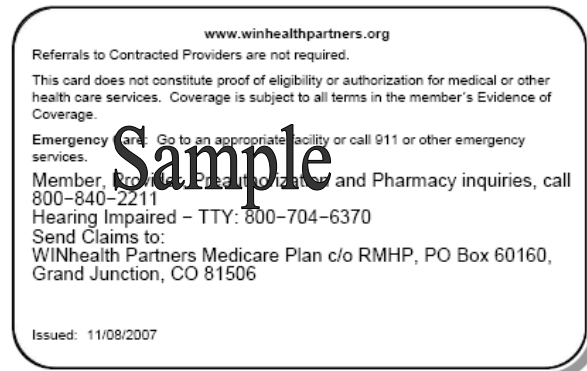 www.winhealthpartners.org
Referrals to Contracted Providers are not required.
This card does not constitute proof of eligibility or authorization for medical or other
health care services.  Coverage is subject to all terms in the member's Evidence of
Coverage.
Emergency Care:  Go to an appropriate facility or call 911 or other emergency
services.
Sample
Member, Provider, Preauthorization and Pharmacy inquiries, call
800-840-2211
Hearing Impaired – TTY: 800-704-6370
Send Claims to:
WINhealth Partners Medicare Plan c/o RMHP, PO Box 60160,
Grand Junction, CO 81506
Issued:  11/08/2007